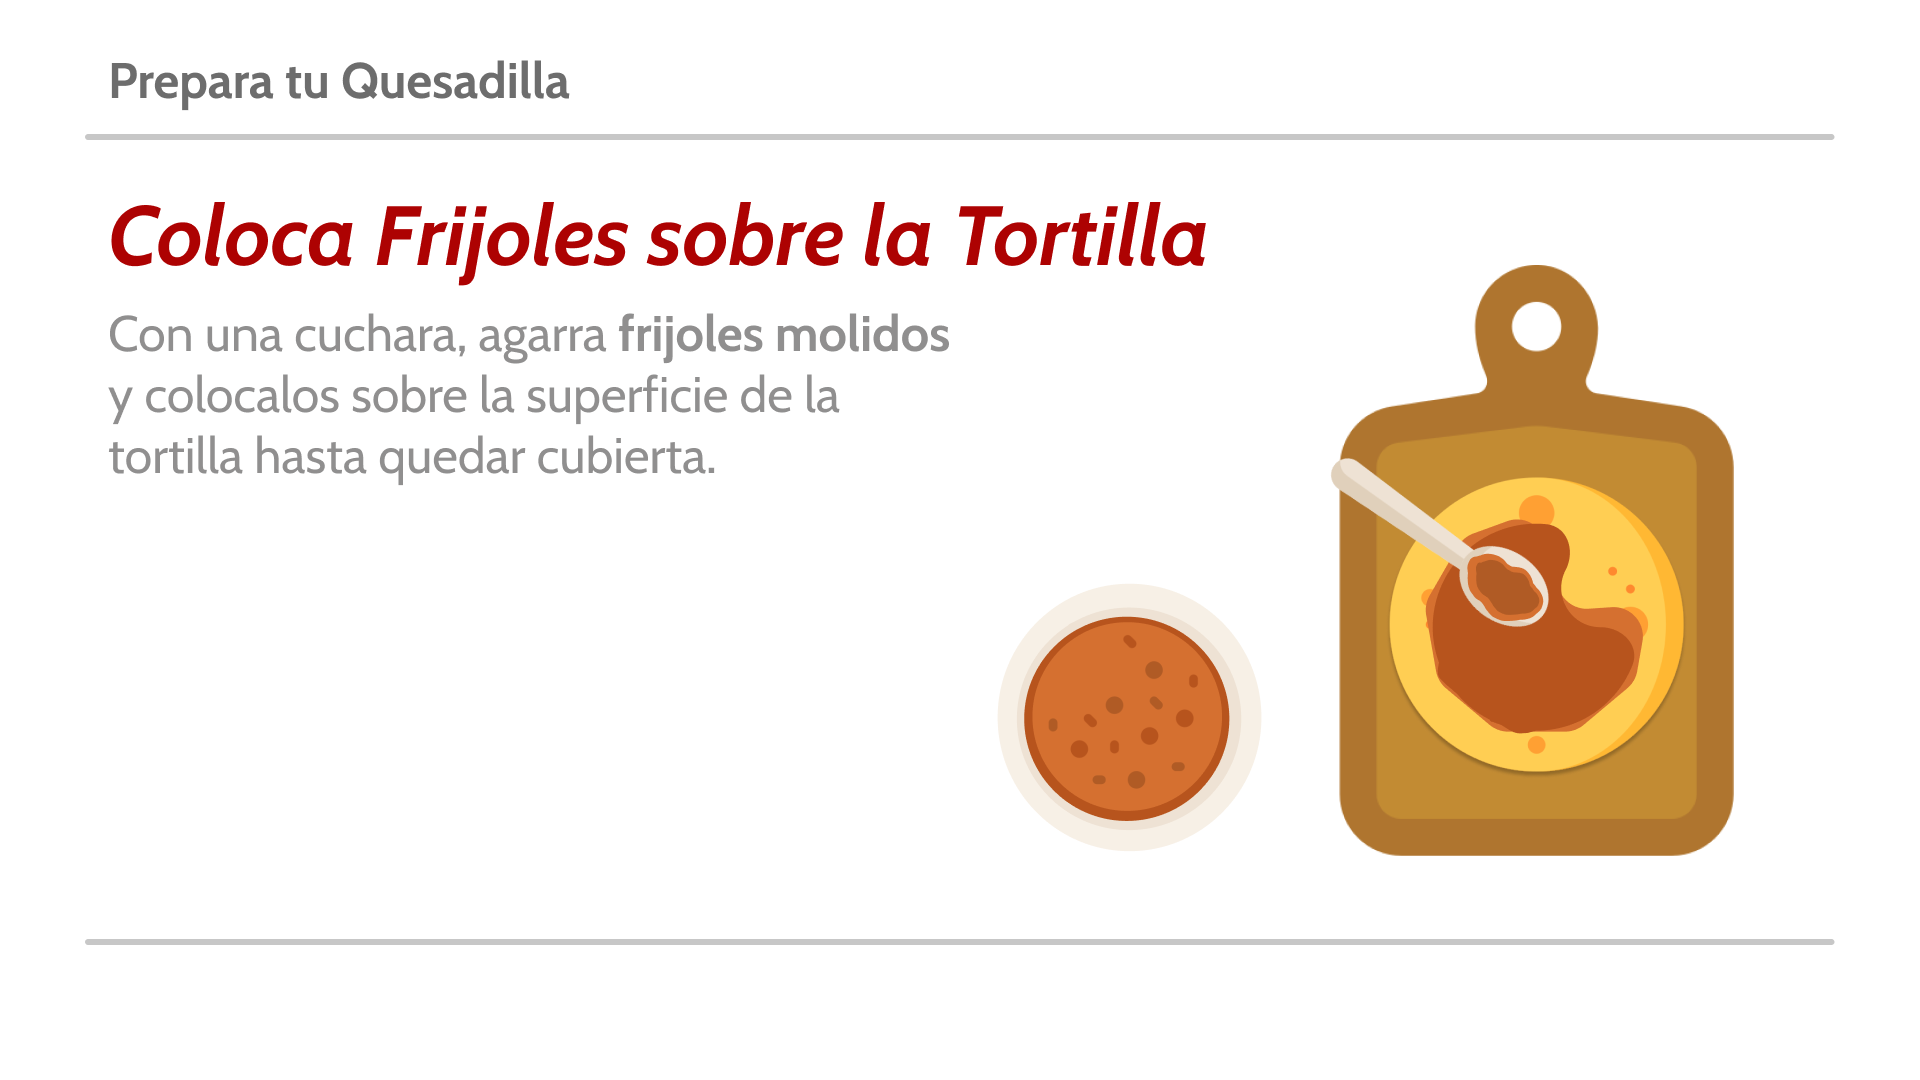 Prepara tu Quesadilla
Coloca Frijoles sobre la Tortilla
Con una cuchara, agarra frijoles molidos
y colocalos sobre la superficie de la
tortilla hasta quedar cubierta.